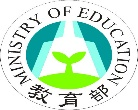 MINISTRY OF EDUCATION
教育部